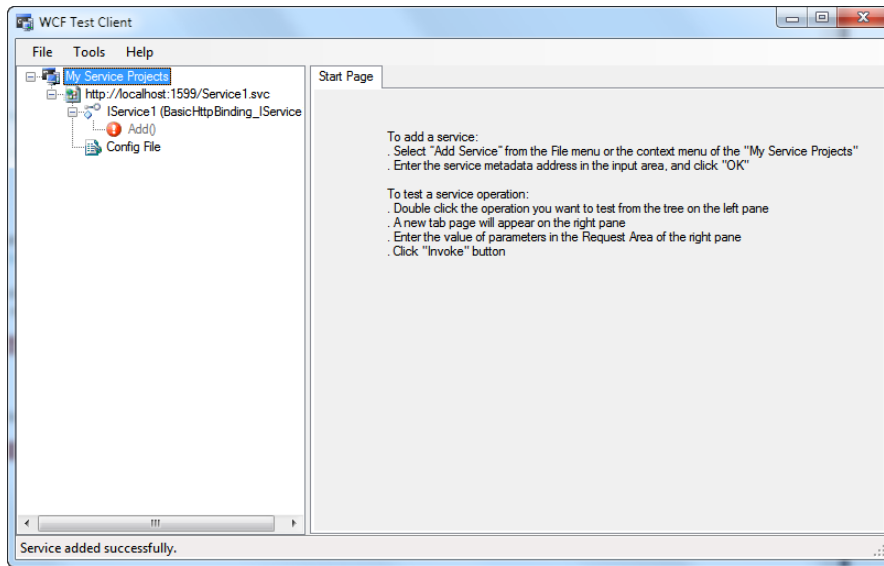 WCF Test Client
File Tools Help
My Service Projects
http://localhost:1599/Service1.svc
IService1 (BasicHttpBinding_IService
Add()
Config File
Start Page
To add a service:
. Select "Add Service" from the File menu or the context menu of the "My Service Projects"
. Enter the service metadata address in the input area, and click "OK"
To test a service operation:
. Double click the operation you want to test from the tree on the left pane
. A new tab page will appear on the right pane
. Enter the value of parameters in the Request Area of the right pane
. Click "Invoke" button
Service added successfully.